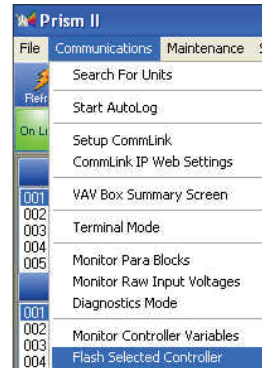 Prism II
File Communications Maintenance
Search For Units
Start AutoLog
Setup CommLink
CommLink IP Web Settings
VAV Box Summary Screen
Terminal Mode
Monitor Para Blocks
Monitor Raw Input Voltages
Diagnostics Mode
Monitor Controller Variables
Flash Selected Controller
Refr
On Li
001
002
003
004
005
001
002
003
004